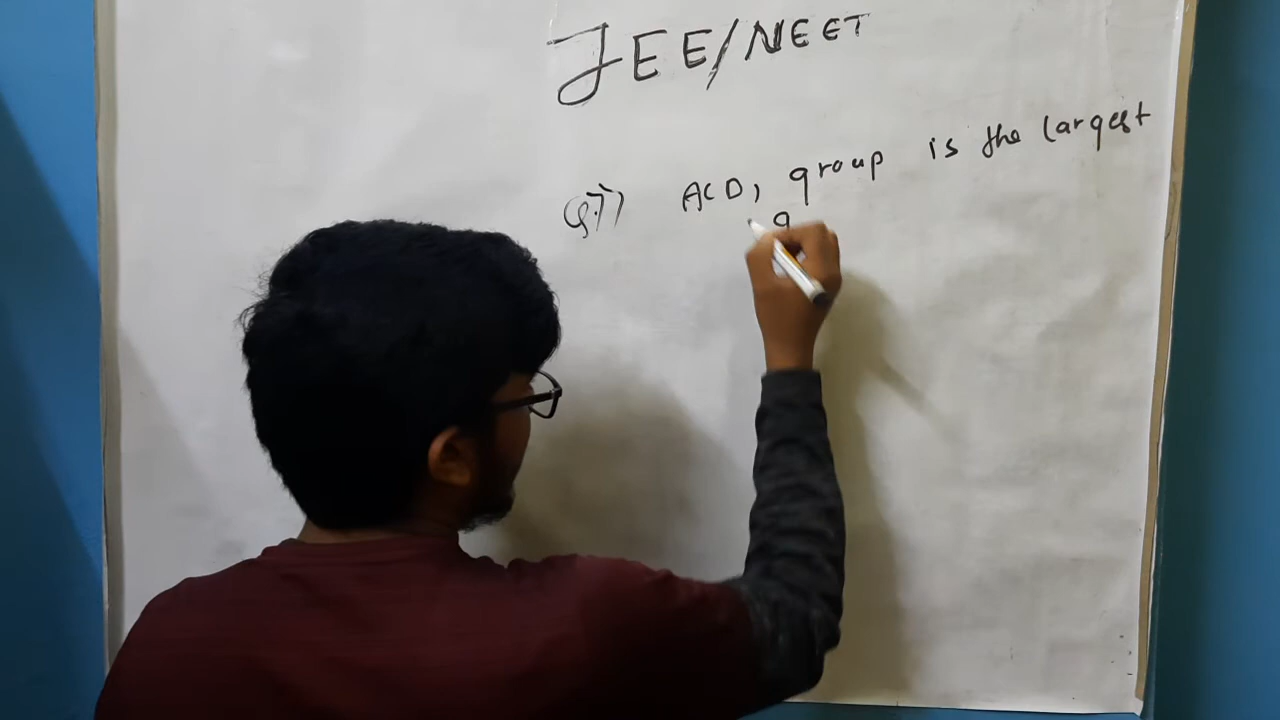 JEE/NEET
Q.7) ACD, group is the largest
g